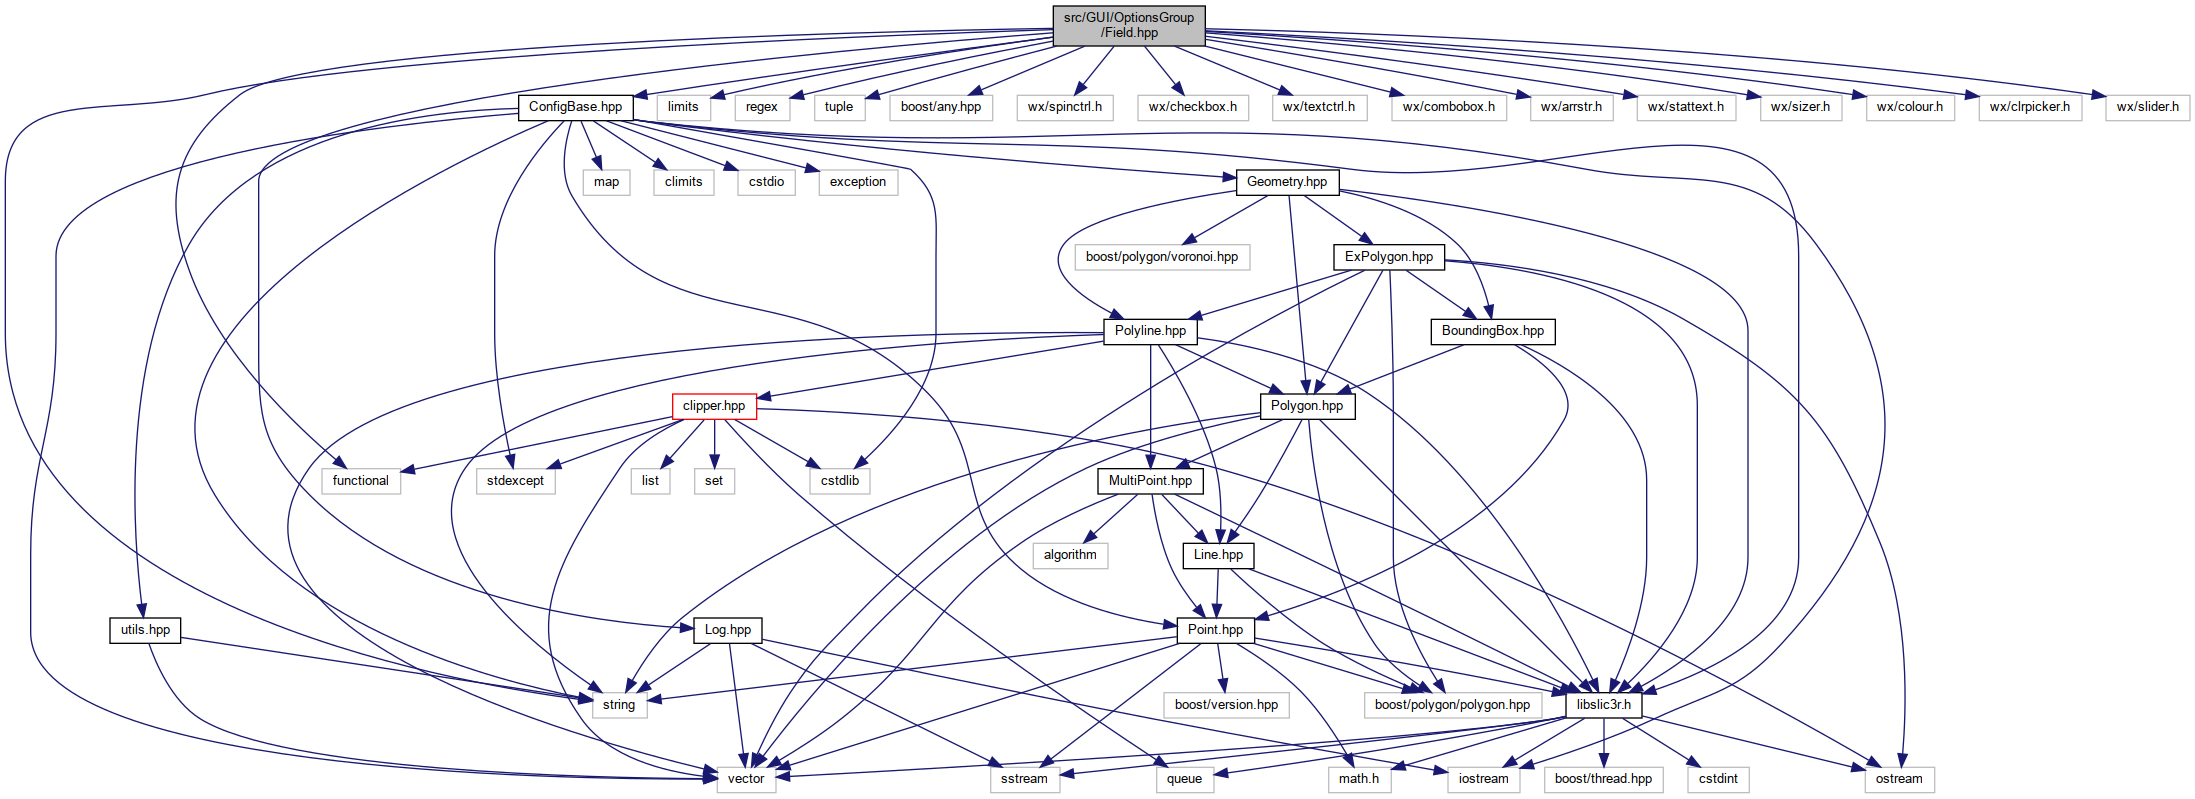 src/GUI/OptionsGroup
/Field.hpp
ConfigBase.hpp
limits
regex
tuple
boost/any.hpp
wx/spinctrl.h
wx/checkbox.h
wx/textctrl.h
wx/combobox.h
wx/arrstr.h
wx/stattext.h
wx/sizer.h
wx/colour.h
wx/clrpicker.h
wx/slider.h
map
climits
cstdio
exception
Geometry.hpp
boost/polygon/voronoi.hpp
ExPolygon.hpp
Polyline.hpp
BoundingBox.hpp
clipper.hpp
Polygon.hpp
functional
stdexcept
list
set
cstdlib
MultiPoint.hpp
algorithm
Line.hpp
utils.hpp
Log.hpp
Point.hpp
string
boost/version.hpp
boost/polygon/polygon.hpp
libslic3r.h
vector
sstream
queue
math.h
iostream
boost/thread.hpp
cstdint
ostream